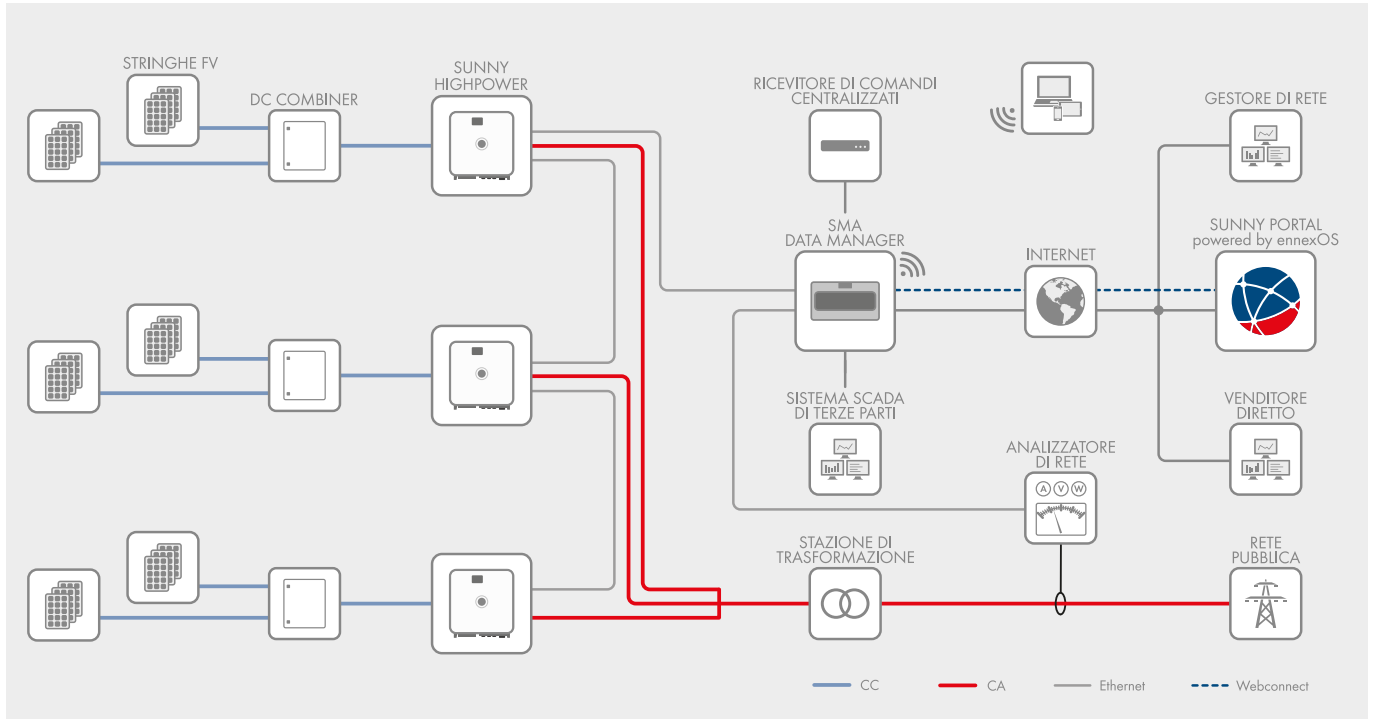 STRINGHE FV
DC COMBINER
SUNNY
HIGHPOWER
RICEVITORE DI COMANDI
CENTRALIZZATI
GESTORE DI RETE
SMA
DATA MANAGER
INTERNET
SUNNY PORTAL
powered by ennexOS
SISTEMA SCADA
DI TERZE PARTI
VENDITORE
DIRETTO
ANALIZZATORE
DI RETE
A V W
STAZIONE DI
TRASFORMAZIONE
RETE
PUBBLICA
CC
CA
Ethernet
Webconnect